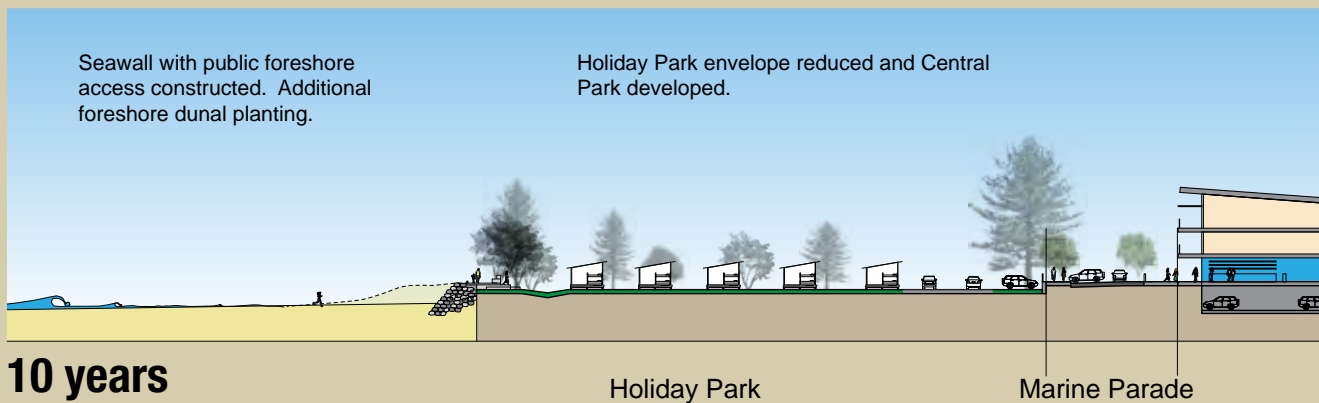 Seawall with public foreshore
access constructed.  Additional
foreshore dunal planting.
Holiday Park envelope reduced and Central
Park developed.
10 years
Holiday Park
Marine Parade